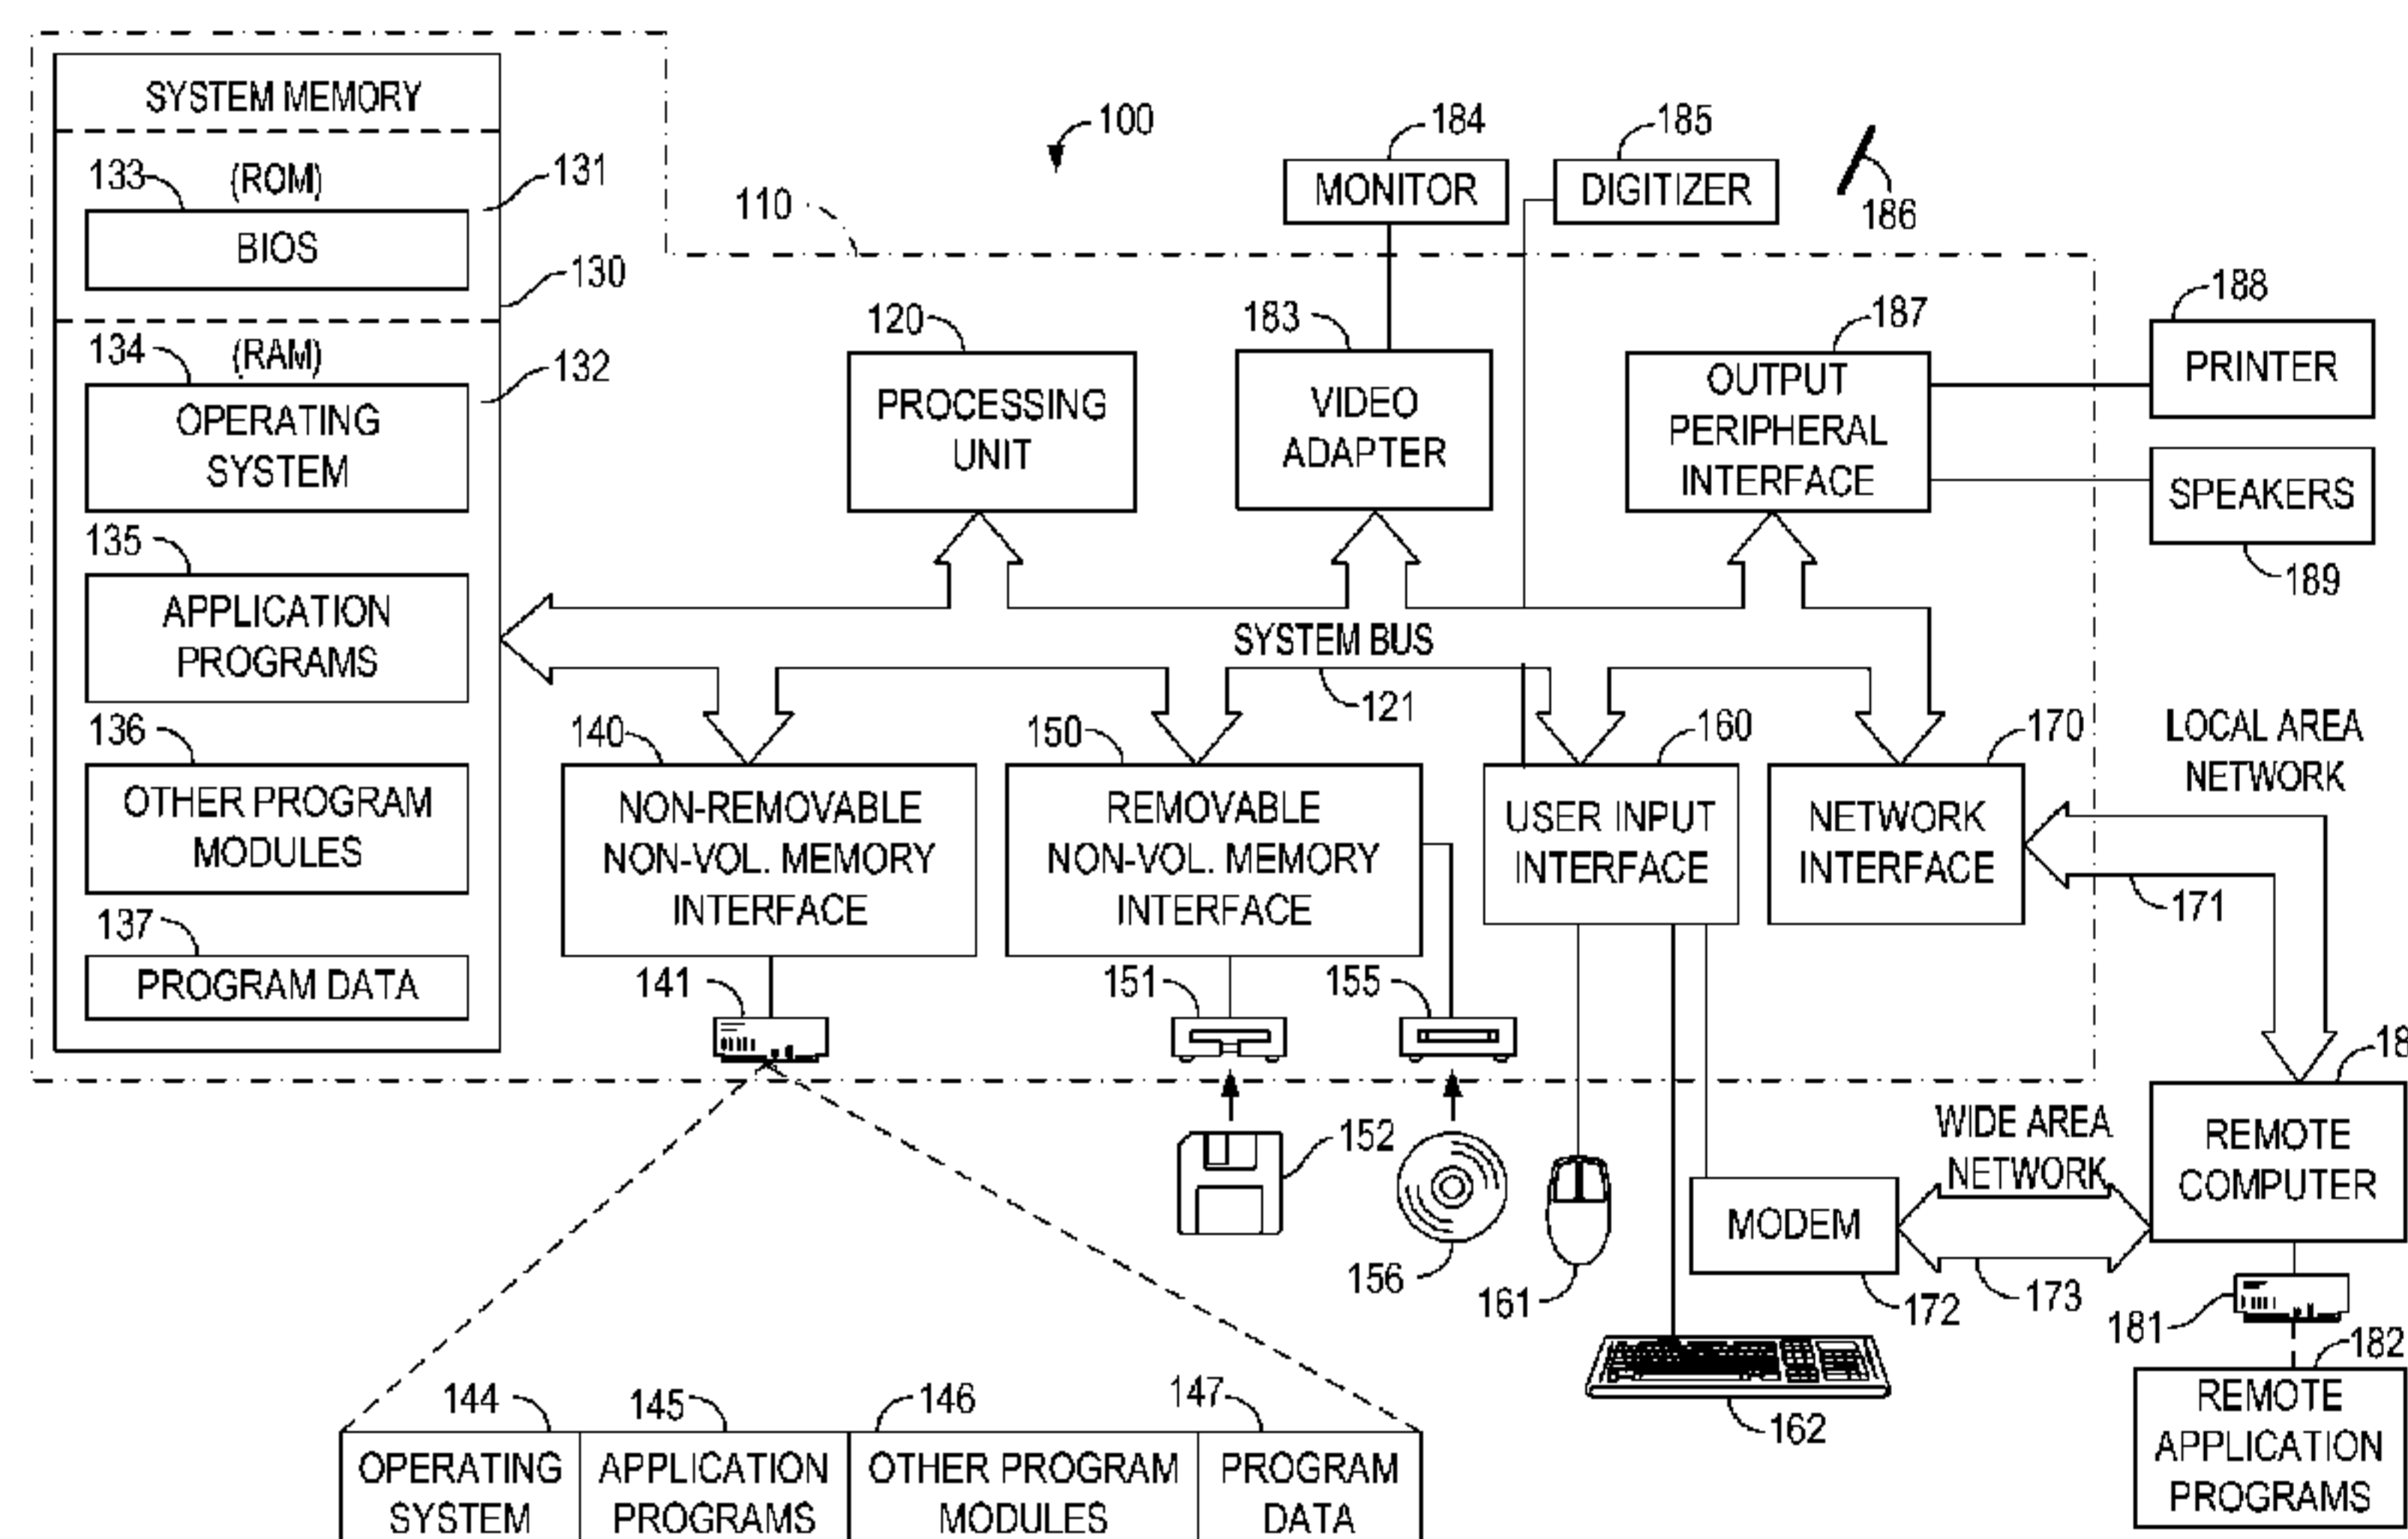 SYSTEM MEMORY
133
(ROM)
131
BIOS
130
134
(RAM)
132
OPERATING
SYSTEM
135
APPLICATION
PROGRAMS
136
OTHER PROGRAM
MODULES
137
PROGRAM DATA
100
110
184
MONITOR
185
DIGITIZER
186
120
PROCESSING
UNIT
183
VIDEO
ADAPTER
187
OUTPUT
PERIPHERAL
INTERFACE
188
PRINTER
SPEAKERS
189
SYSTEM BUS
121
140
NON-REMOVABLE
NON-VOL. MEMORY
INTERFACE
150
REMOVABLE
NON-VOL. MEMORY
INTERFACE
160
USER INPUT
INTERFACE
170
NETWORK
INTERFACE
LOCAL AREA
NETWORK
171
141
151
155
152
156
161
162
MODEM
172
WIDE AREA
NETWORK
173
18
REMOTE
COMPUTER
181
182
REMOTE
APPLICATION
PROGRAMS
144
OPERATING
SYSTEM
145
APPLICATION
PROGRAMS
146
OTHER PROGRAM
MODULES
147
PROGRAM
DATA